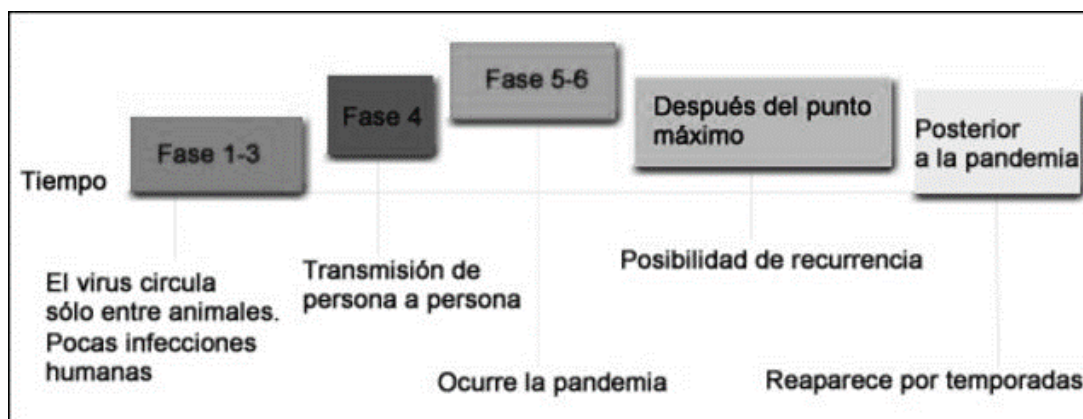 Fase 5-6
Fase 4
Después del punto
máximo
Posterior
a la pandemia
Fase 1-3
Tiempo
El virus circula
sólo entre animales.
Pocas infecciones
humanas
Transmisión de
persona a persona
Ocurre la pandemia
Posibilidad de recurrencia
Reaparece por temporadas